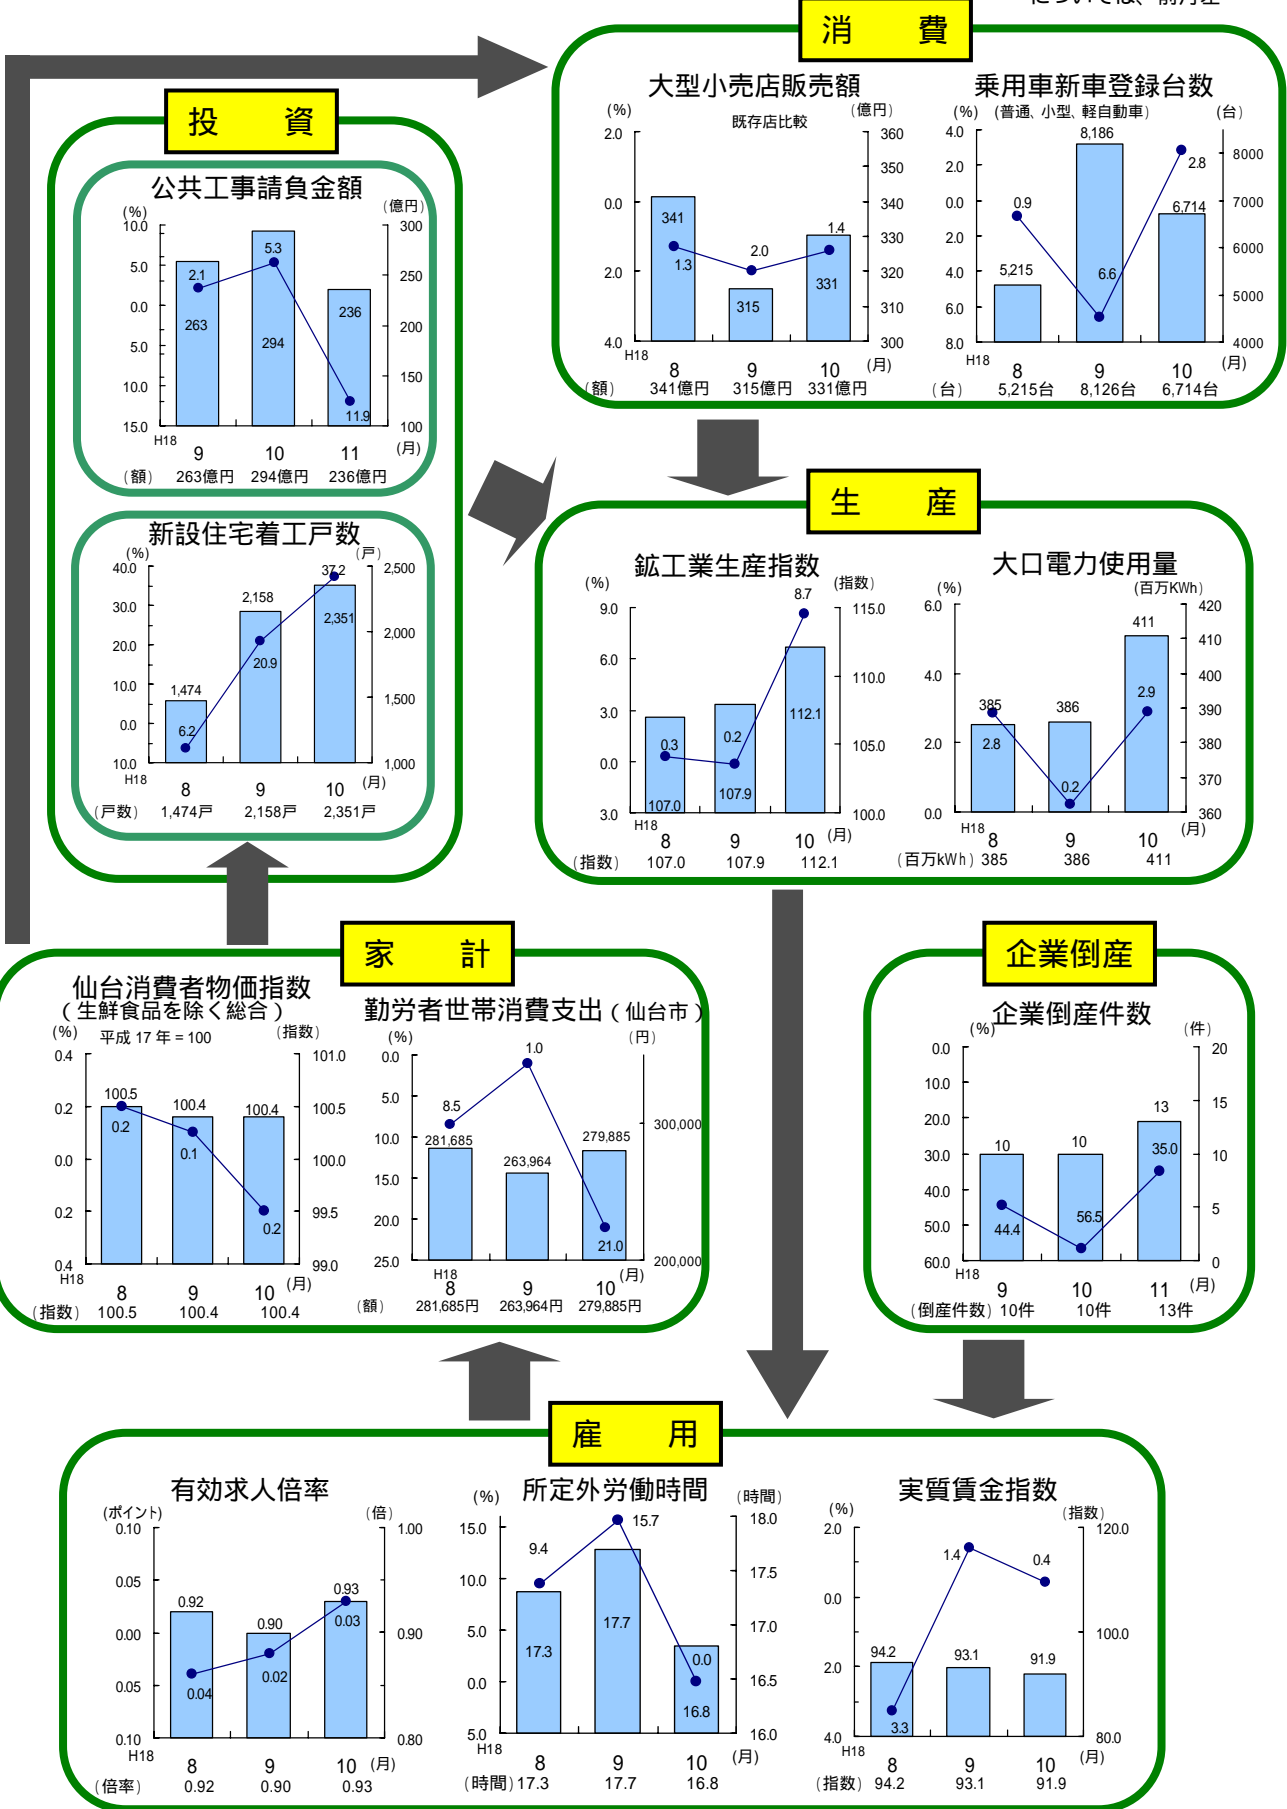 消 費
大型小売店販売額
(%)
既存店比較
(億円)
2.0
0.0
2.0
4.0
360
350
340
330
320
310
300
341
1.3
2.0
315
1.4
331
H18
8
9
10
(月)
(額)
341億円
315億円
331億円
乗用車新車登録台数
(%)
(普通、小型、軽自動車)
(台)
4.0
2.0
0.0
2.0
4.0
6.0
8.0
8000
7000
6000
5000
4000
0.9
5,215
8,186
6.6
2.8
6,714
H18
8
9
10
(月)
(台)
5,215台
8,126台
6,714台
投 資
公共工事請負金額
(%)
(億円)
10.0
5.0
0.0
5.0
10.0
15.0
300
250
200
150
100
2.1
263
5.3
294
236
11.9
H18
9
10
11
(月)
(額)
263億円
294億円
236億円
新設住宅着工戸数
(%)
(戸)
40.0
30.0
20.0
10.0
0.0
10.0
2,500
2,000
1,500
1,000
1,474
6.2
2,158
20.9
37.2
2,351
H18
8
9
10
(月)
(戸数)
1,474戸
2,158戸
2,351戸
生 産
鉱工業生産指数
(%)
(指数)
9.0
6.0
3.0
0.0
3.0
115.0
110.0
105.0
100.0
0.3
107.0
0.2
107.9
8.7
112.1
H18
8
9
10
(月)
(指数)
107.0
107.9
112.1
大口電力使用量
(%)
(百万KWh)
6.0
4.0
2.0
0.0
420
410
400
390
380
370
360
385
2.8
386
0.2
411
2.9
H18
8
9
10
(月)
(百万kWh)
385
386
411
家 計
仙台消費者物価指数
(生鮮食品を除く総合)
(%)
平成 17 年 = 100
(指数)
0.4
0.2
0.0
0.2
0.4
101.0
100.5
100.0
99.5
99.0
100.5
0.2
100.4
0.1
100.4
0.2
H18
8
9
10
(月)
(指数)
100.5
100.4
100.4
勤労者世帯消費支出(仙台市)
(%)
(円)
0.0
5.0
10.0
15.0
20.0
25.0
300,000
200,000
8.5
281,685
1.0
263,964
279,885
21.0
H18
8
9
10
(月)
(額)
281,685円
263,964円
279,885円
企業倒産
企業倒産件数
(%)
(件)
0.0
10.0
20.0
30.0
40.0
50.0
60.0
20
15
10
5
0
10
44.4
10
56.5
13
35.0
H18
9
10
11
(月)
(倒産件数)
10件
10件
13件
雇 用
有効求人倍率
(ポイント)
(倍)
0.10
0.05
0.00
0.05
0.10
1.00
0.90
0.80
0.92
0.04
0.90
0.02
0.93
0.03
H18
8
9
10
(月)
(倍率)
0.92
0.90
0.93
所定外労働時間
(%)
(時間)
15.0
10.0
5.0
0.0
5.0
18.0
17.5
17.0
16.5
16.0
9.4
17.3
15.7
17.7
0.0
16.8
H18
8
9
10
(月)
(時間)
17.3
17.7
16.8
実質賃金指数
(%)
(指数)
2.0
0.0
2.0
4.0
120.0
100.0
80.0
94.2
3.3
1.4
93.1
0.4
91.9
H18
8
9
10
(月)
(指数)
94.2
93.1
91.9